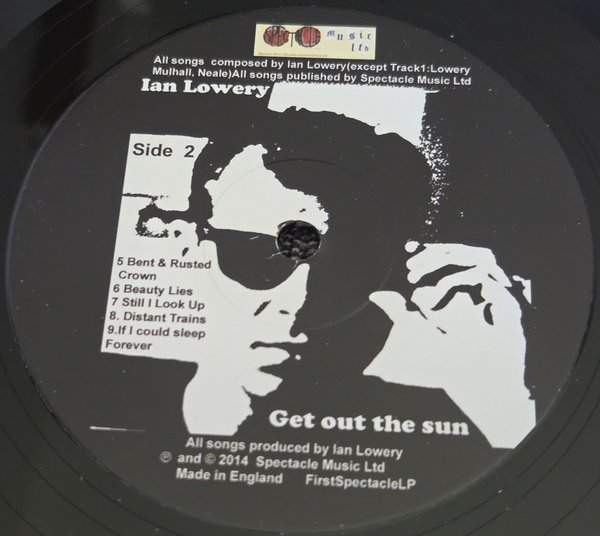 Music
Ltd
All songs composed by Ian Lowery(except Track1:Lowery
Mulhall, Neale)All songs published by Spectacle Music Ltd
Ian Lowery
Side 2
5 Bent & Rusted
Crown
6 Beauty Lies
7 Still I Look Up
8. Distant Trains
9.If I could sleep
Forever
Get out the sun
All songs produced by Ian Lowery
℗ and © 2014 Spectacle Music Ltd
Made in England FirstSpectacleLP